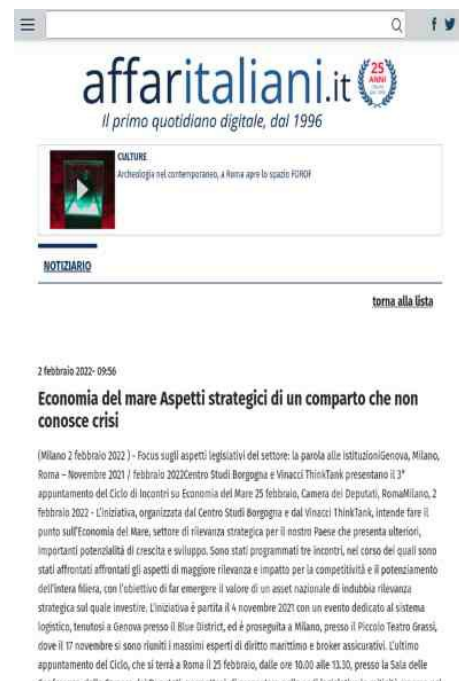 affaritaliani.it
25
ANNI
Il primo quotidiano digitale, dal 1996
CULTURE
Archeologia nel contemporaneo, a Roma apre lo spazio FOROF
NOTIZIARIO
torna alla lista
2 febbraio 2022- 09:56
Economia del mare Aspetti strategici di un comparto che non
conosce crisi
(Milano 2 febbraio 2022 ) - Focus sugli aspetti legislativi del settore: la parola alle istituzioniGenova, Milano,
Roma – Novembre 2021 / febbraio 2022Centro Studi Borgogna e Vinacci ThinkTank presentano il 3°
appuntamento del Ciclo di Incontri su Economia del Mare 25 febbraio, Camera dei Deputati, RomaMilano, 2
febbraio 2022 - L'iniziativa, organizzata dal Centro Studi Borgogna e dal Vinacci ThinkTank, intende fare il
punto sull'Economia del Mare, settore di rilevanza strategica per il nostro Paese che presenta ulteriori,
importanti potenzialità di crescita e sviluppo. Sono stati programmati tre incontri, nel corso dei quali sono
stati affrontati affrontati gli aspetti di maggiore rilevanza e impatto per la competitività e il potenziamento
dell'intera filiera, con l'obiettivo di far emergere il valore di un asset nazionale di indubbia rilevanza
strategica sul quale investire. L'iniziativa è partita il 4 novembre 2021 con un evento dedicato al sistema
logistico, tenutosi a Genova presso il Blue District, ed è proseguita a Milano, presso il Piccolo Teatro Grassi,
dove il 17 novembre si sono riuniti i massimi esperti di diritto marittimo e broker assicurativi. L'ultimo
appuntamento del Ciclo, che si terrà a Roma il 25 febbraio, dalle ore 10.00 alle 13.30, presso la Sala delle